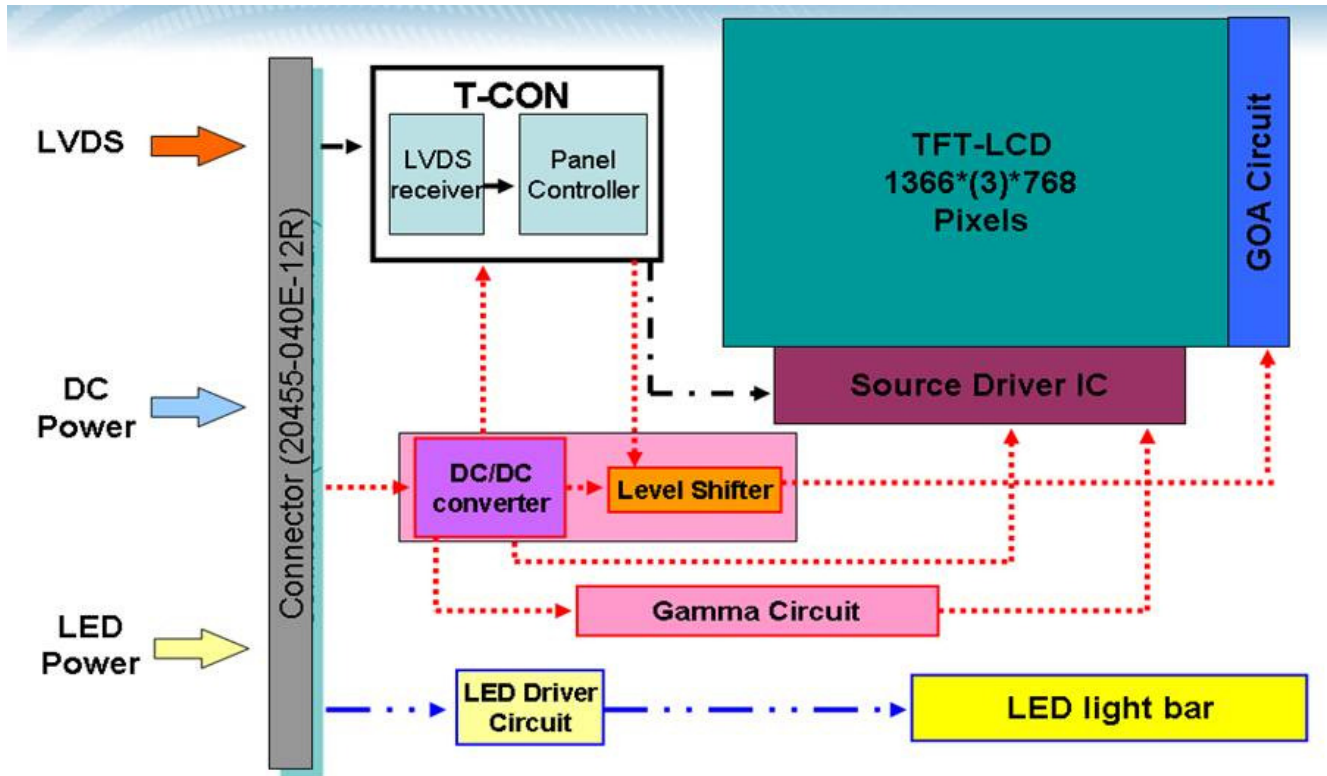 LVDS
DC
Power
LED
Power
Connector (20455-040E-12R)
T-CON
LVDS
receiver
Panel
Controller
TFT-LCD
1366*(3)*768
Pixels
GOA Circuit
Source Driver IC
DC/DC
converter
Level Shifter
Gamma Circuit
LED Driver
Circuit
LED light bar